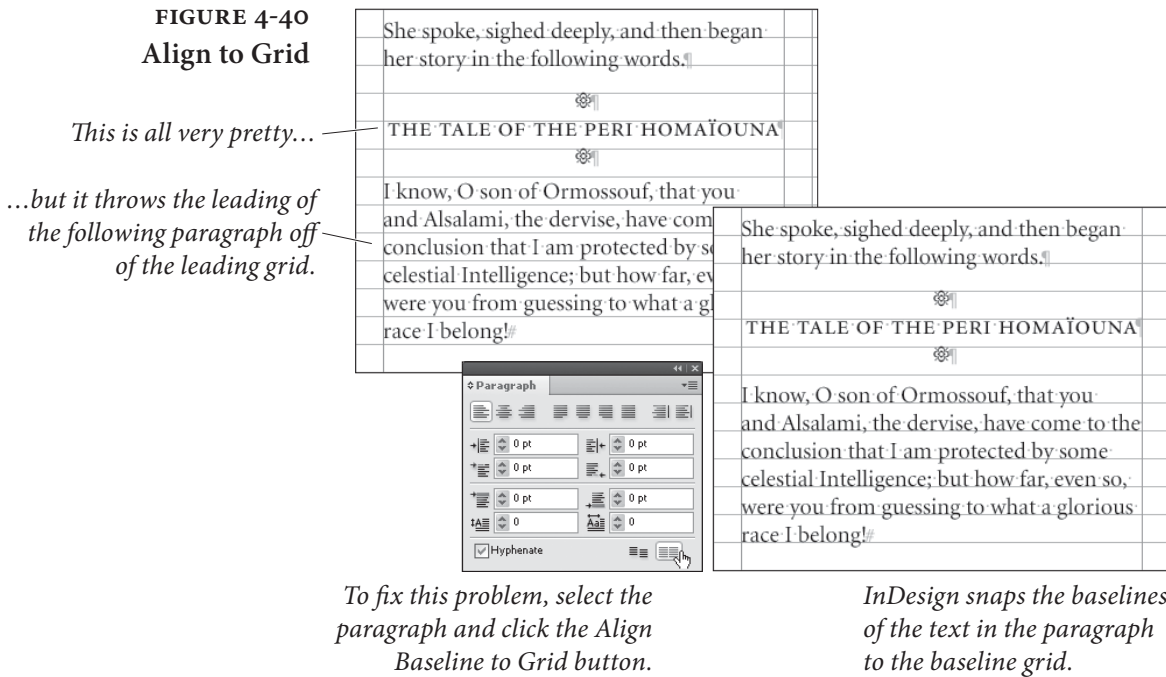 FIGURE 4-40
Align to Grid
This is all very pretty…
…but it throws the leading of
the following paragraph off
of the leading grid.
She spoke, sighed deeply, and then began
her story in the following words.¶
¶
THE TALE OF THE PERI HOMAÏOUNA¶
¶
I know, O son of Ormossouf, that you
and Alsalami, the dervise, have com
conclusion that I am protected by so
celestial Intelligence; but how far, ev
were you from guessing to what a gl
race I belong!#
Paragraph
0 pt
0 pt
0 pt
0 pt
0 pt
0 pt
0
0
Hyphenate
To fix this problem, select the
paragraph and click the Align
Baseline to Grid button.
She spoke, sighed deeply, and then began
her story in the following words.¶
¶
THE TALE OF THE PERI HOMAÏOUNA¶
¶
I know, O son of Ormossouf, that you
and Alsalami, the dervise, have come to the
conclusion that I am protected by some
celestial Intelligence; but how far, even so,
were you from guessing to what a glorious
race I belong!#
InDesign snaps the baselines
of the text in the paragraph
to the baseline grid.